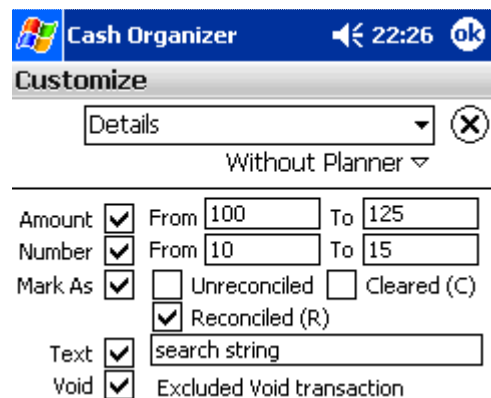 Cash Organizer 22:26 ok
Customize
Details
Without Planner
Amount From 100 To 125
Number From 10 To 15
Mark As Unreconciled Cleared (C)
Reconciled (R)
Text search string
Void Excluded Void transaction